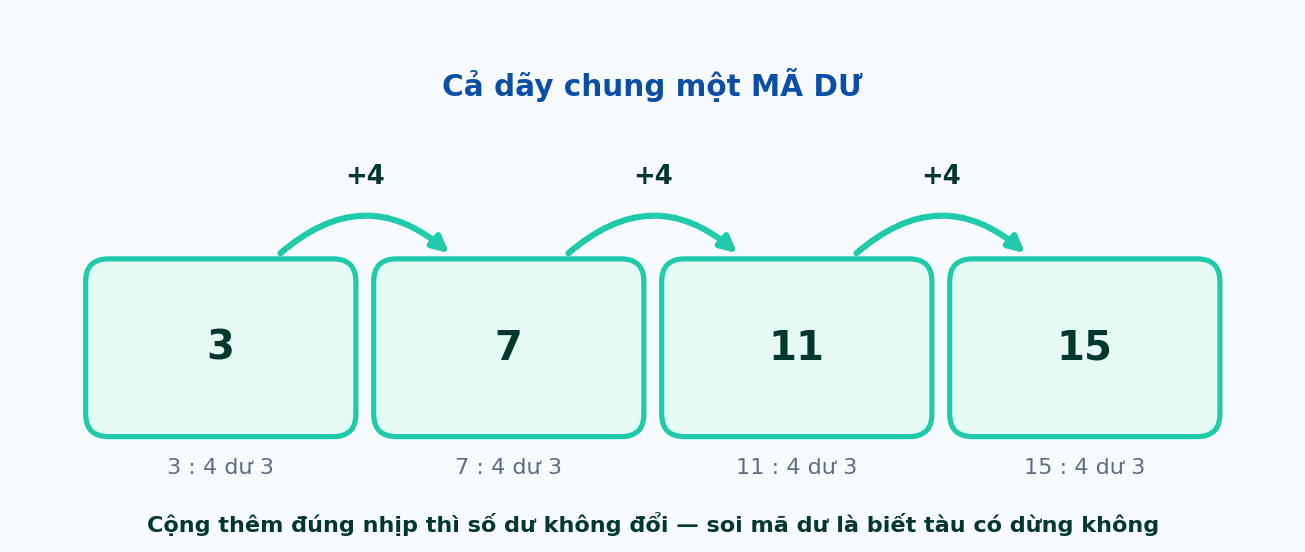 Cả dãy chung một MÃ DƯ
+4 +4 +4
3 7 11 15
3 : 4 dư 3 7 : 4 dư 3 11 : 4 dư 3 15 : 4 dư 3
Cộng thêm đúng nhịp thì số dư không đổi — soi mã dư là biết tàu có dừng không